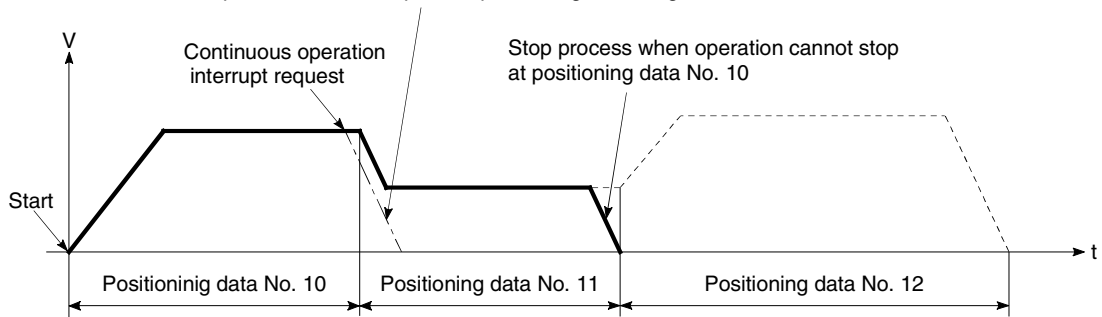 V
Continuous operation
interrupt request
Stop process when operation cannot stop
at positioning data No. 10
Start
t
Positioninig data No. 10
Positioning data No. 11
Positioning data No. 12